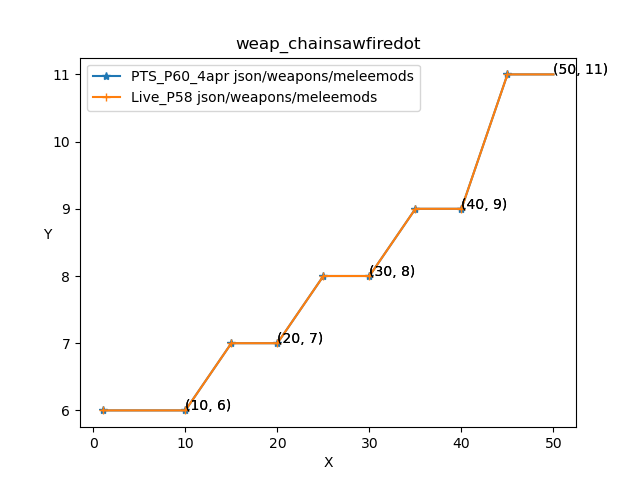 weap_chainsawfiredot
PTS_P60_4apr json/weapons/meleemods
Live_P58 json/weapons/meleemods
(50, 11)
(40, 9)
(30, 8)
(20, 7)
(10, 6)
11
10
9
8
7
6
Y
0 10 20 30 40 50
X